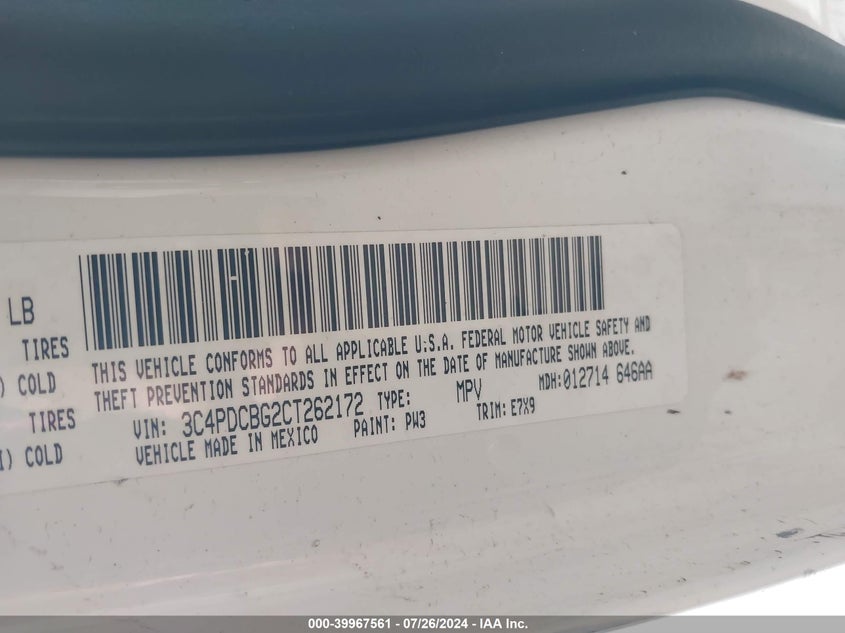 LB
TIRES
) COLD
TIRES
I) COLD
THIS VEHICLE CONFORMS TO ALL APPLICABLE U.S.A. FEDERAL MOTOR VEHICLE SAFETY AND
THEFT PREVENTION STANDARDS IN EFFECT ON THE DATE OF MANUFACTURE SHOWN ABOVE.
MDH:012714 646AA
VIN: 3C4PDCBG2CT262172 TYPE: MPV
VEHICLE MADE IN MEXICO PAINT: PW3 TRIM: E7X9
000-39967561 / 07/26/2024 - IAA Inc.